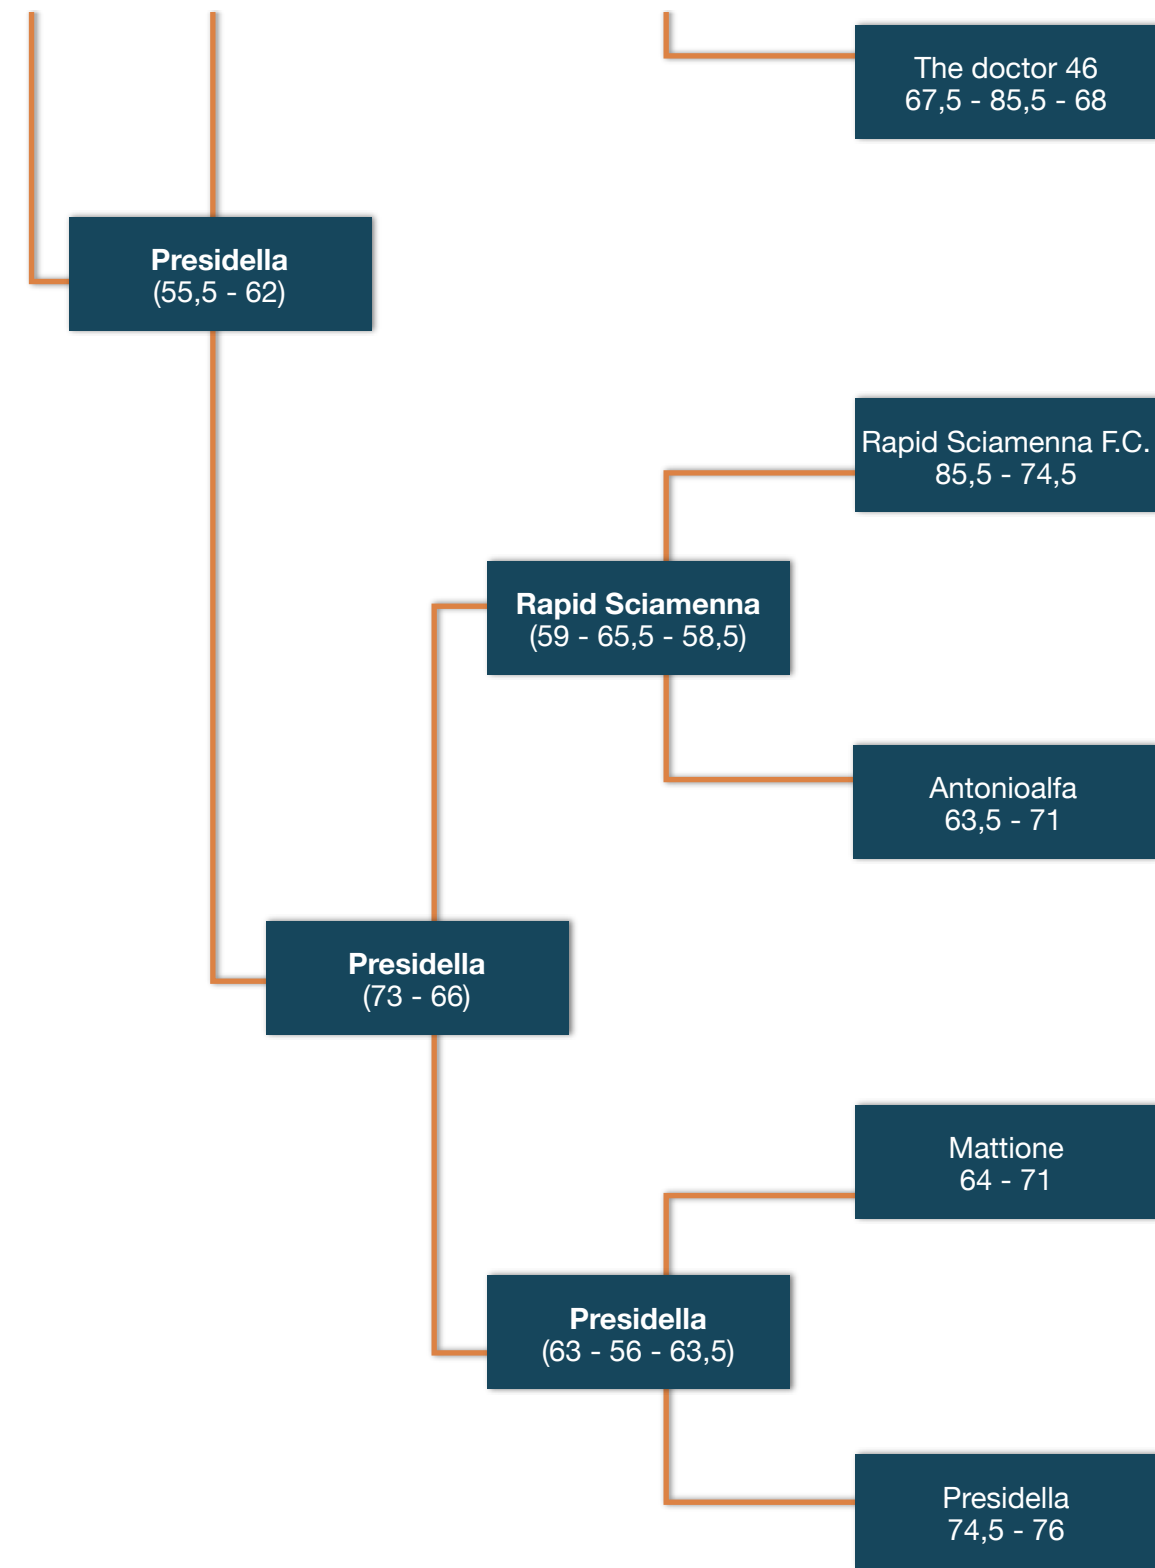 The doctor 46
67,5 - 85,5 - 68
Presidella
(55,5 - 62)
Rapid Sciamenna F.C.
85,5 - 74,5
Rapid Sciamenna
(59 - 65,5 - 58,5)
Antonioalfa
63,5 - 71
Presidella
(73 - 66)
Mattione
64 - 71
Presidella
(63 - 56 - 63,5)
Presidella
74,5 - 76